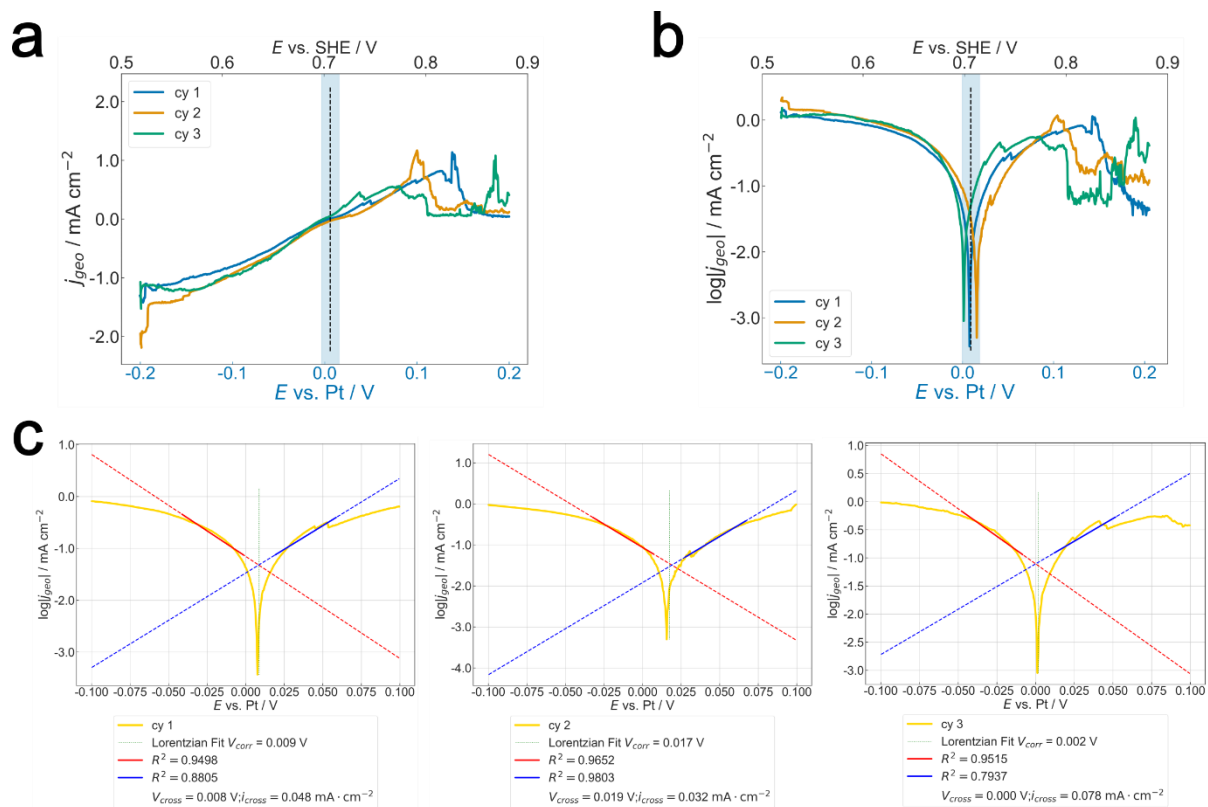 a
E vs. SHE / V
0.5 0.6 0.7 0.8 0.9
cy 1
cy 2
cy 3
j_geo / mA cm⁻²
2.0
1.0
0.0
-1.0
-2.0
-0.2 -0.1 0.0 0.1 0.2
E vs. Pt / V
b
E vs. SHE / V
0.5 0.6 0.7 0.8 0.9
log|j_geo| / mA cm⁻²
0.0
-1.0
-2.0
-3.0
cy 1
cy 2
cy 3
−0.2 −0.1 0.0 0.1 0.2
E vs. Pt / V
c
log|j_geo| / mA cm⁻²
1.0
0.0
-1.0
-2.0
-3.0
-0.100 -0.075 -0.050 -0.025 0.000 0.025 0.050 0.075 0.100
E vs. Pt / V
cy 1
Lorentzian Fit V_corr = 0.009 V
R² = 0.9498
R² = 0.8805
V_cross = 0.008 V;i_cross = 0.048 mA · cm⁻²
log|j_geo| / mA cm⁻²
1.0
0.0
-1.0
-2.0
-3.0
-4.0
-0.100 -0.075 -0.050 -0.025 0.000 0.025 0.050 0.075 0.100
E vs. Pt / V
cy 2
Lorentzian Fit V_corr = 0.017 V
R² = 0.9652
R² = 0.9803
V_cross = 0.019 V;i_cross = 0.032 mA · cm⁻²
log|j_geo| / mA cm⁻²
1.0
0.5
0.0
-0.5
-1.0
-1.5
-2.0
-2.5
-3.0
-0.100 -0.075 -0.050 -0.025 0.000 0.025 0.050 0.075 0.100
E vs. Pt / V
cy 3
Lorentzian Fit V_corr = 0.002 V
R² = 0.9515
R² = 0.7937
V_cross = 0.000 V;i_cross = 0.078 mA · cm⁻²